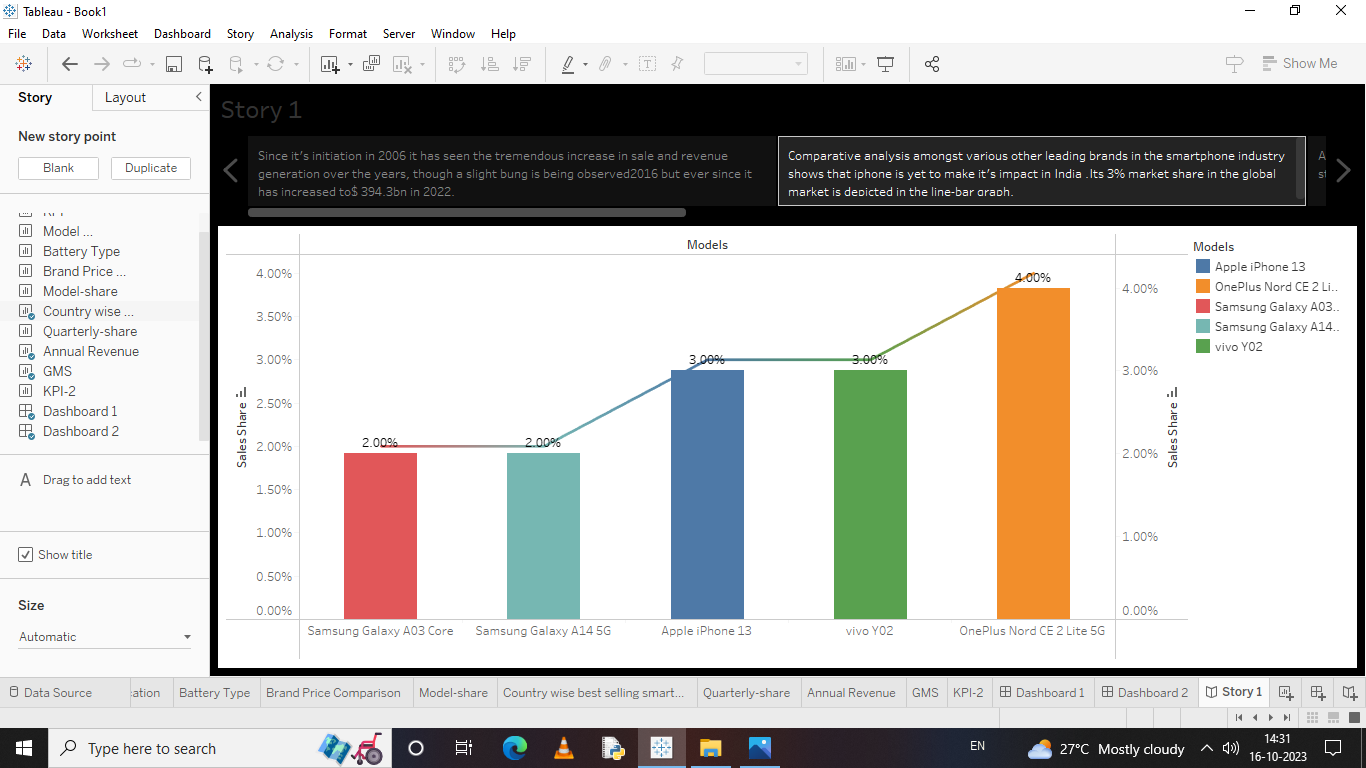 Tableau - Book1
File Data Worksheet Dashboard Story Analysis Format Server Window Help
Show Me
Story Layout
New story point
Blank Duplicate
Model ...
Battery Type
Brand Price ...
Model-share
Country wise ...
Quarterly-share
Annual Revenue
GMS
KPI-2
Dashboard 1
Dashboard 2
A Drag to add text
Show title
Size
Automatic
Story 1
Since it's initiation in 2006 it has seen the tremendous increase in sale and revenue
generation over the years, though a slight bung is being observed2016 but ever since it
has increased to$ 394.3bn in 2022.
Comparative analysis amongst various other leading brands in the smartphone industry
shows that iphone is yet to make it's impact in India .Its 3% market share in the global
market is depicted in the line-bar graph.
A
Models
4.00%
3.50%
3.00%
2.50%
2.00%
1.50%
1.00%
0.50%
0.00%
Sales Share
2.00% 2.00% 3.00% 3.00% 4.00%
Samsung Galaxy A03 Core Samsung Galaxy A14 5G Apple iPhone 13 vivo Y02 OnePlus Nord CE 2 Lite 5G
4.00%
3.00%
2.00%
1.00%
0.00%
Sales Share
Models
Apple iPhone 13
OnePlus Nord CE 2 Li..
Samsung Galaxy A03..
Samsung Galaxy A14..
vivo Y02
Data Source ation Battery Type Brand Price Comparison Model-share Country wise best selling smart... Quarterly-share Annual Revenue GMS KPI-2 Dashboard 1 Dashboard 2 Story 1
Type here to search
EN
27°C Mostly cloudy
14:31
16-10-2023